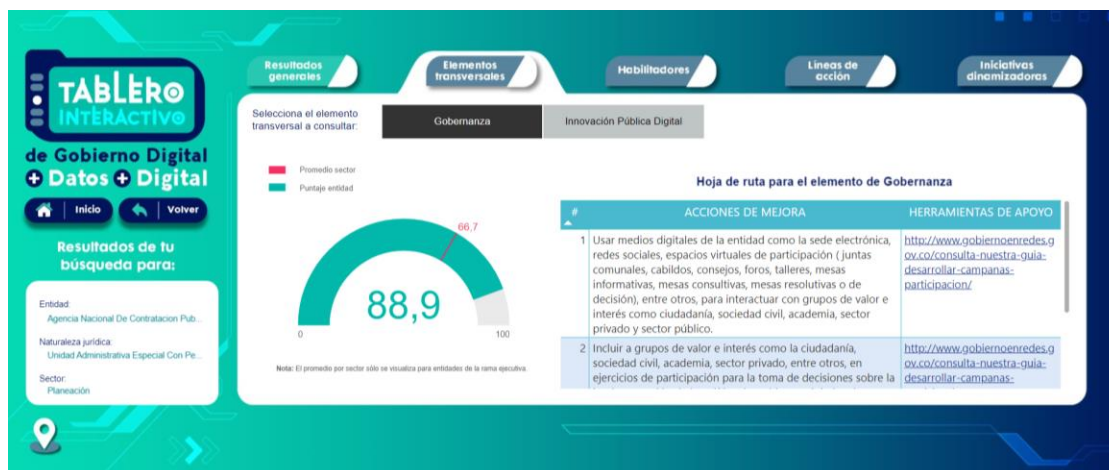 Resultados
generales
Elementos
transversales
Habilitadores
Líneas de
acción
Iniciativas
dinamizadoras
TABLERO
INTERACTIVO
de Gobierno Digital
+ Datos + Digital
Inicio
Volver
Resultados de tu
búsqueda para:
Entidad:
Agencia Nacional De Contratacion Pub...
Naturaleza jurídica:
Unidad Administrativa Especial Con Pe...
Sector:
Planeación
Selecciona el elemento
transversal a consultar:
Gobernanza
Innovación Pública Digital
Promedio sector
Puntaje entidad
66,7
88,9
0
100
Nota: El promedio por sector sólo se visualiza para entidades de la rama ejecutiva.
Hoja de ruta para el elemento de Gobernanza
# ACCIONES DE MEJORA HERRAMIENTAS DE APOYO
1 Usar medios digitales de la entidad como la sede electrónica,
redes sociales, espacios virtuales de participación ( juntas
comunales, cabildos, consejos, foros, talleres, mesas
informativas, mesas consultivas, mesas resolutivas o de
decisión), entre otros, para interactuar con grupos de valor e
interés como ciudadanía, sociedad civil, academia, sector
privado y sector público.
http://www.gobiernoenredes.g
ov.co/consulta-nuestra-guia-
desarrollar-campanas-
participacion/
2 Incluir a grupos de valor e interés como la ciudadanía,
sociedad civil, academia, sector privado, entre otros, en
ejercicios de participación para la toma de decisiones sobre la
http://www.gobiernoenredes.g
ov.co/consulta-nuestra-guia-
desarrollar-campanas-